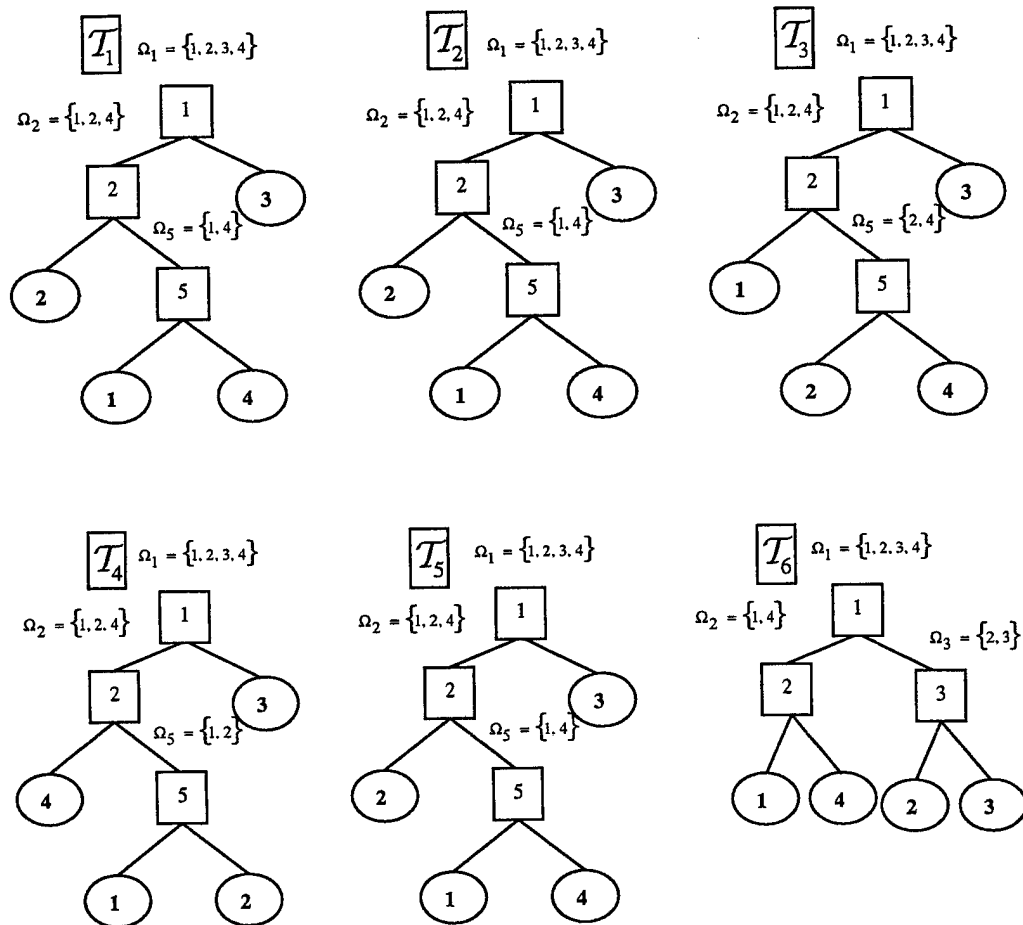 𝒯1 Ω1 = {1, 2, 3, 4}
Ω2 = {1, 2, 4}
1
2
3
Ω5 = {1, 4}
2
5
1
4
𝒯2 Ω1 = {1, 2, 3, 4}
Ω2 = {1, 2, 4}
1
2
3
Ω5 = {1, 4}
2
5
1
4
𝒯3 Ω1 = {1, 2, 3, 4}
Ω2 = {1, 2, 4}
1
2
3
Ω5 = {2, 4}
1
5
2
4
𝒯4 Ω1 = {1, 2, 3, 4}
Ω2 = {1, 2, 4}
1
2
3
Ω5 = {1, 2}
4
5
1
2
𝒯5 Ω1 = {1, 2, 3, 4}
Ω2 = {1, 2, 4}
1
2
3
Ω5 = {1, 4}
2
5
1
4
𝒯6 Ω1 = {1, 2, 3, 4}
Ω2 = {1, 4}
1
Ω3 = {2, 3}
2
3
1
4
2
3